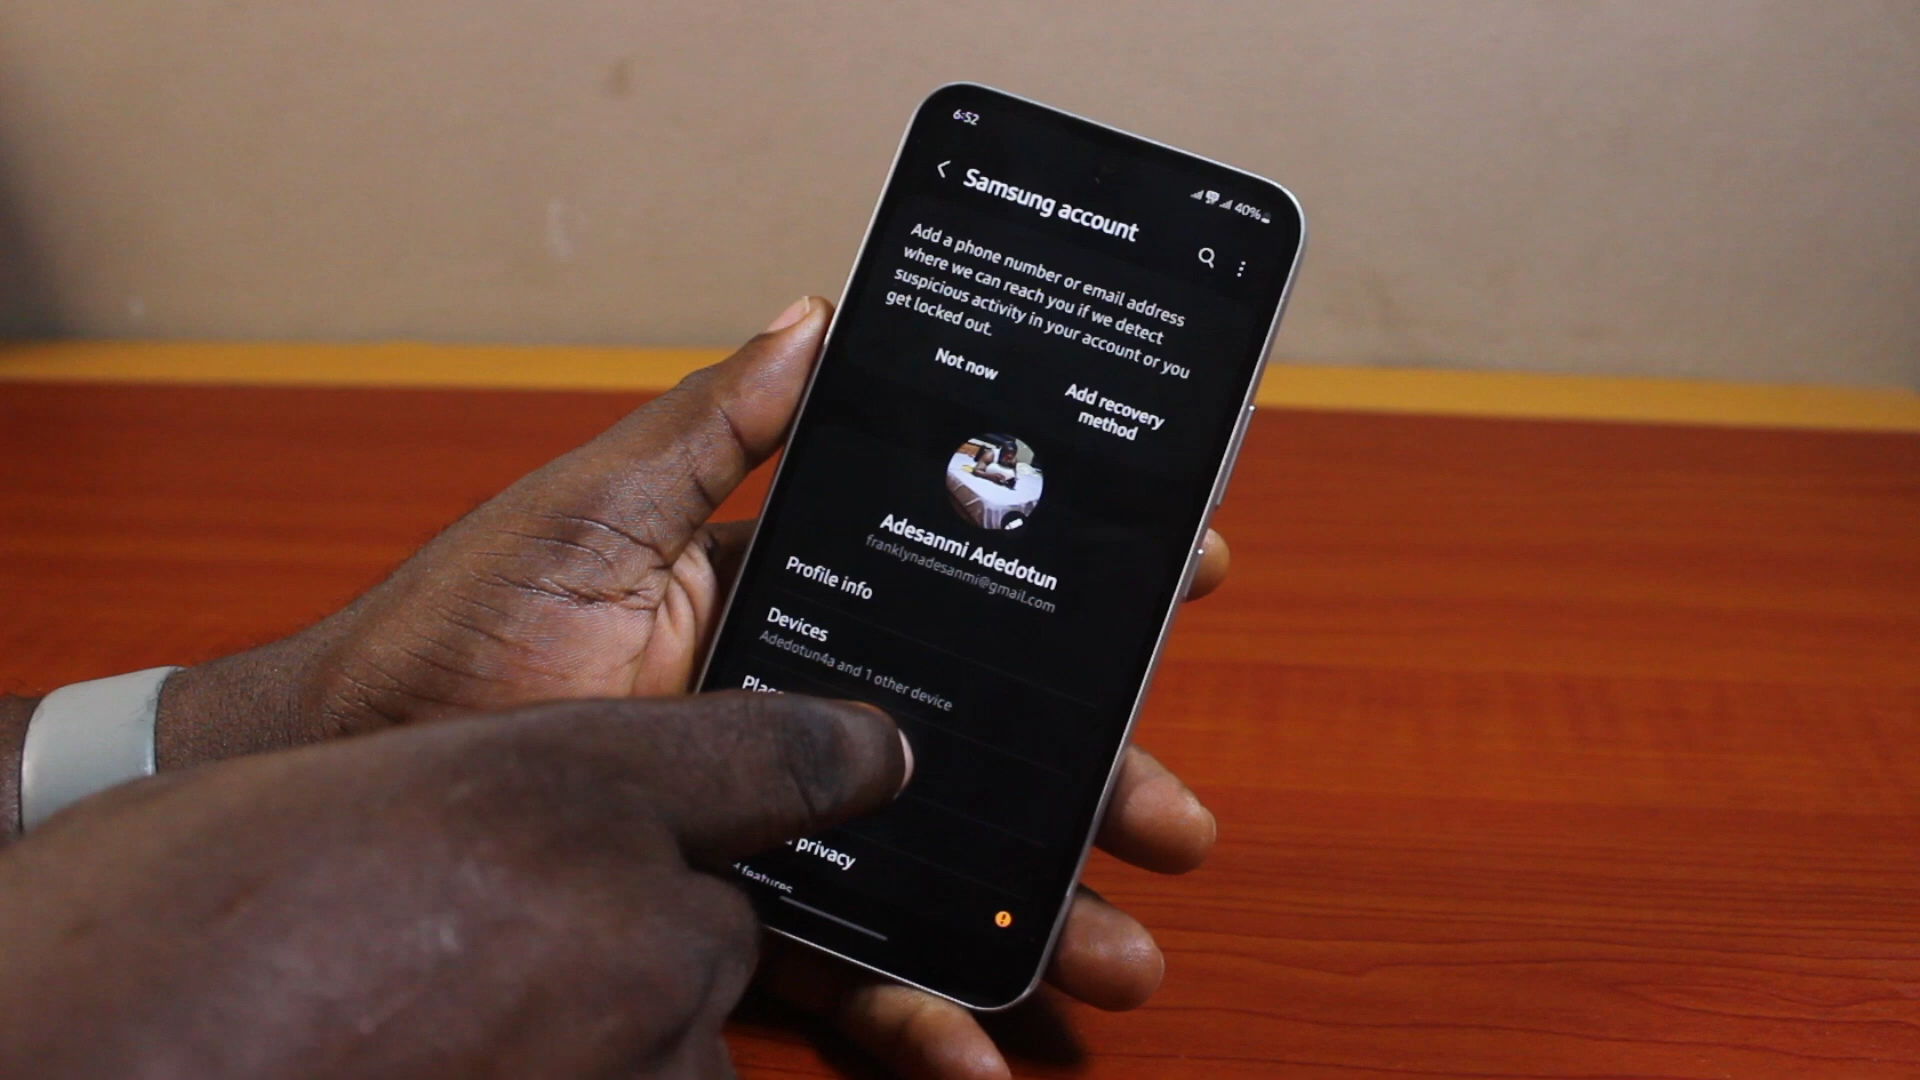 6:52
40%
Samsung account
Add a phone number or email address
where we can reach you if we detect
suspicious activity in your account or you
get locked out.
Not now
Add recovery
method
Adesanmi Adedotun
franklynadesanmi@gmail.com
Profile info
Devices
Adedotun4a and 1 other device
privacy
features